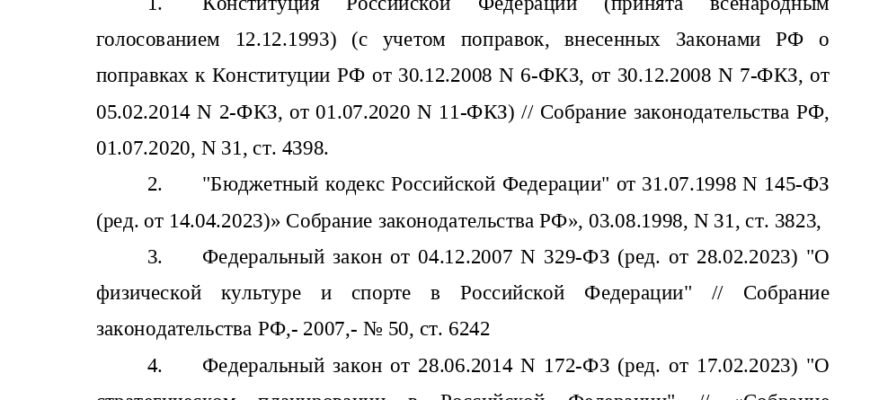 1. Конституция Российской Федерации (принята всенародным
голосованием 12.12.1993) (с учетом поправок, внесенных Законами РФ о
поправках к Конституции РФ от 30.12.2008 N 6-ФКЗ, от 30.12.2008 N 7-ФКЗ, от
05.02.2014 N 2-ФКЗ, от 01.07.2020 N 11-ФКЗ) // Собрание законодательства РФ,
01.07.2020, N 31, ст. 4398.
2. "Бюджетный кодекс Российской Федерации" от 31.07.1998 N 145-ФЗ
(ред. от 14.04.2023)» Собрание законодательства РФ», 03.08.1998, N 31, ст. 3823,
3. Федеральный закон от 04.12.2007 N 329-ФЗ (ред. от 28.02.2023) "О
физической культуре и спорте в Российской Федерации" // Собрание
законодательства РФ,- 2007,- № 50, ст. 6242
4. Федеральный закон от 28.06.2014 N 172-ФЗ (ред. от 17.02.2023) "О
стратегическом планировании в Российской Федерации" // «Собрание